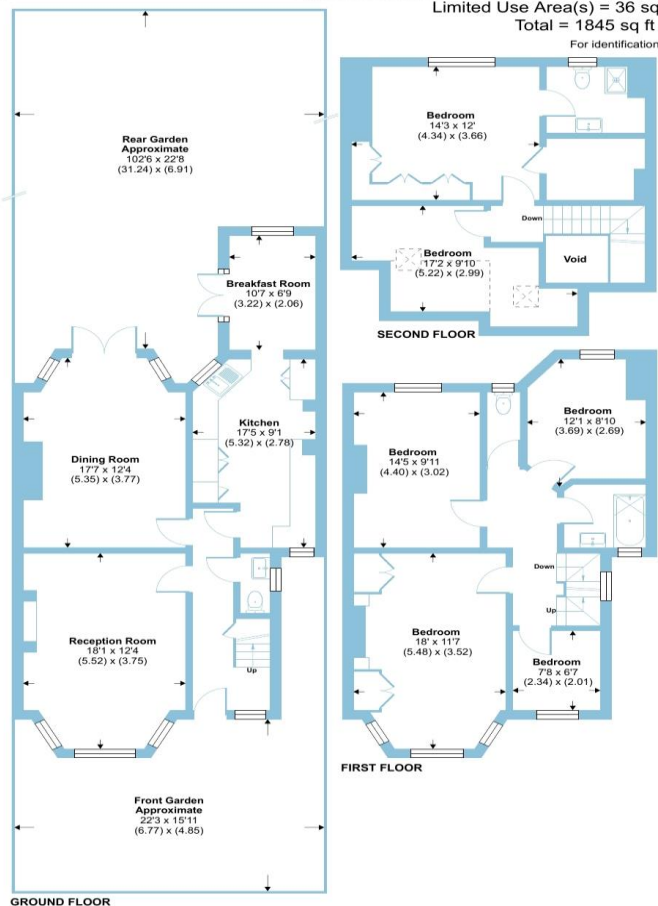 Limited Use Area(s) = 36 sq
Total = 1845 sq ft
For identification
Rear Garden
Approximate
102'6 x 22'8
(31.24) x (6.91)
Breakfast Room
10'7 x 6'9
(3.22) x (2.06)
Kitchen
17'5 x 9'1
(5.32) x (2.78)
Dining Room
17'7 x 12'4
(5.35) x (3.77)
Reception Room
18'1 x 12'4
(5.52) x (3.75)
Up
Front Garden
Approximate
22'3 x 15'11
(6.77) x (4.85)
GROUND FLOOR
Bedroom
14'3 x 12'
(4.34) x (3.66)
Down
Void
Bedroom
17'2 x 9'10
(5.22) x (2.99)
SECOND FLOOR
Bedroom
12'1 x 8'10
(3.69) x (2.69)
Bedroom
14'5 x 9'11
(4.40) x (3.02)
Down
Up
Bedroom
18' x 11'7
(5.48) x (3.52)
Bedroom
7'8 x 6'7
(2.34) x (2.01)
FIRST FLOOR